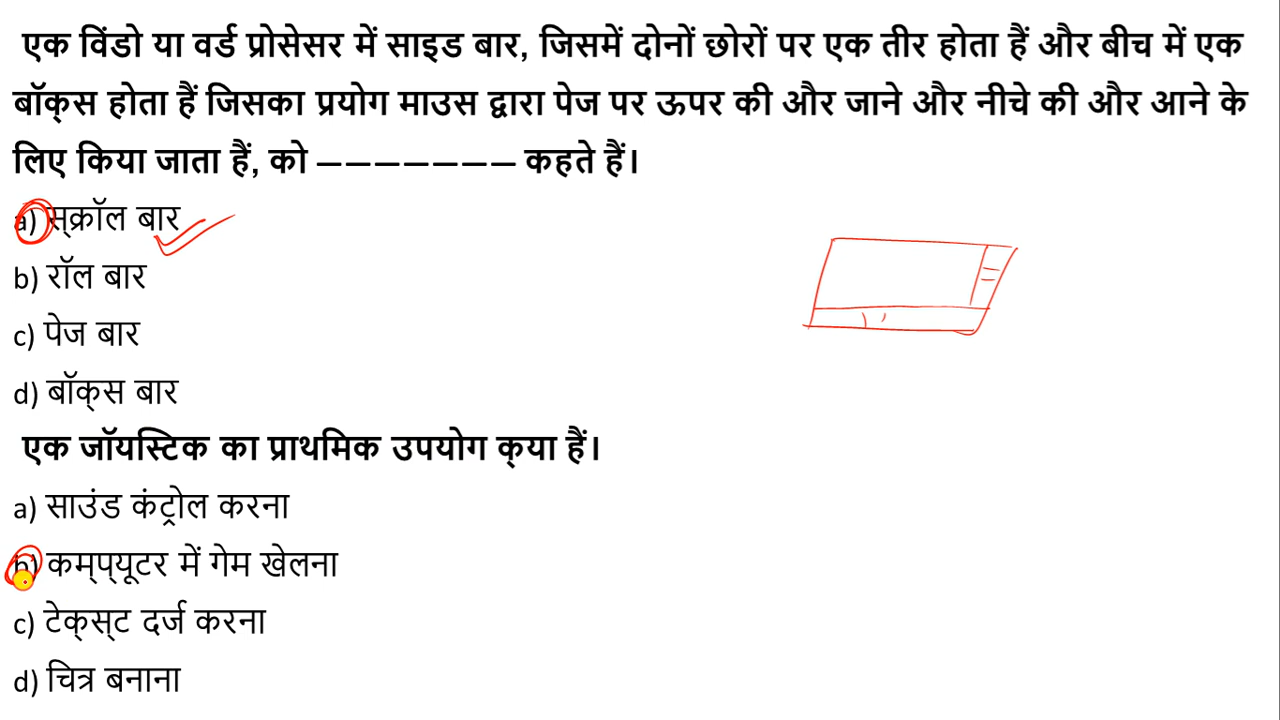 एक विंडो या वर्ड प्रोसेसर में साइड बार, जिसमें दोनों छोरों पर एक तीर होता हैं और बीच में एक
बॉक्स होता हैं जिसका प्रयोग माउस द्वारा पेज पर ऊपर की और जाने और नीचे की और आने के
लिए किया जाता हैं, को ––––––– कहते हैं।
a) स्क्रॉल बार
b) रॉल बार
c) पेज बार
d) बॉक्स बार
एक जॉयस्टिक का प्राथमिक उपयोग क्या हैं।
a) साउंड कंट्रोल करना
b) कम्प्यूटर में गेम खेलना
c) टेक्स्ट दर्ज करना
d) चित्र बनाना